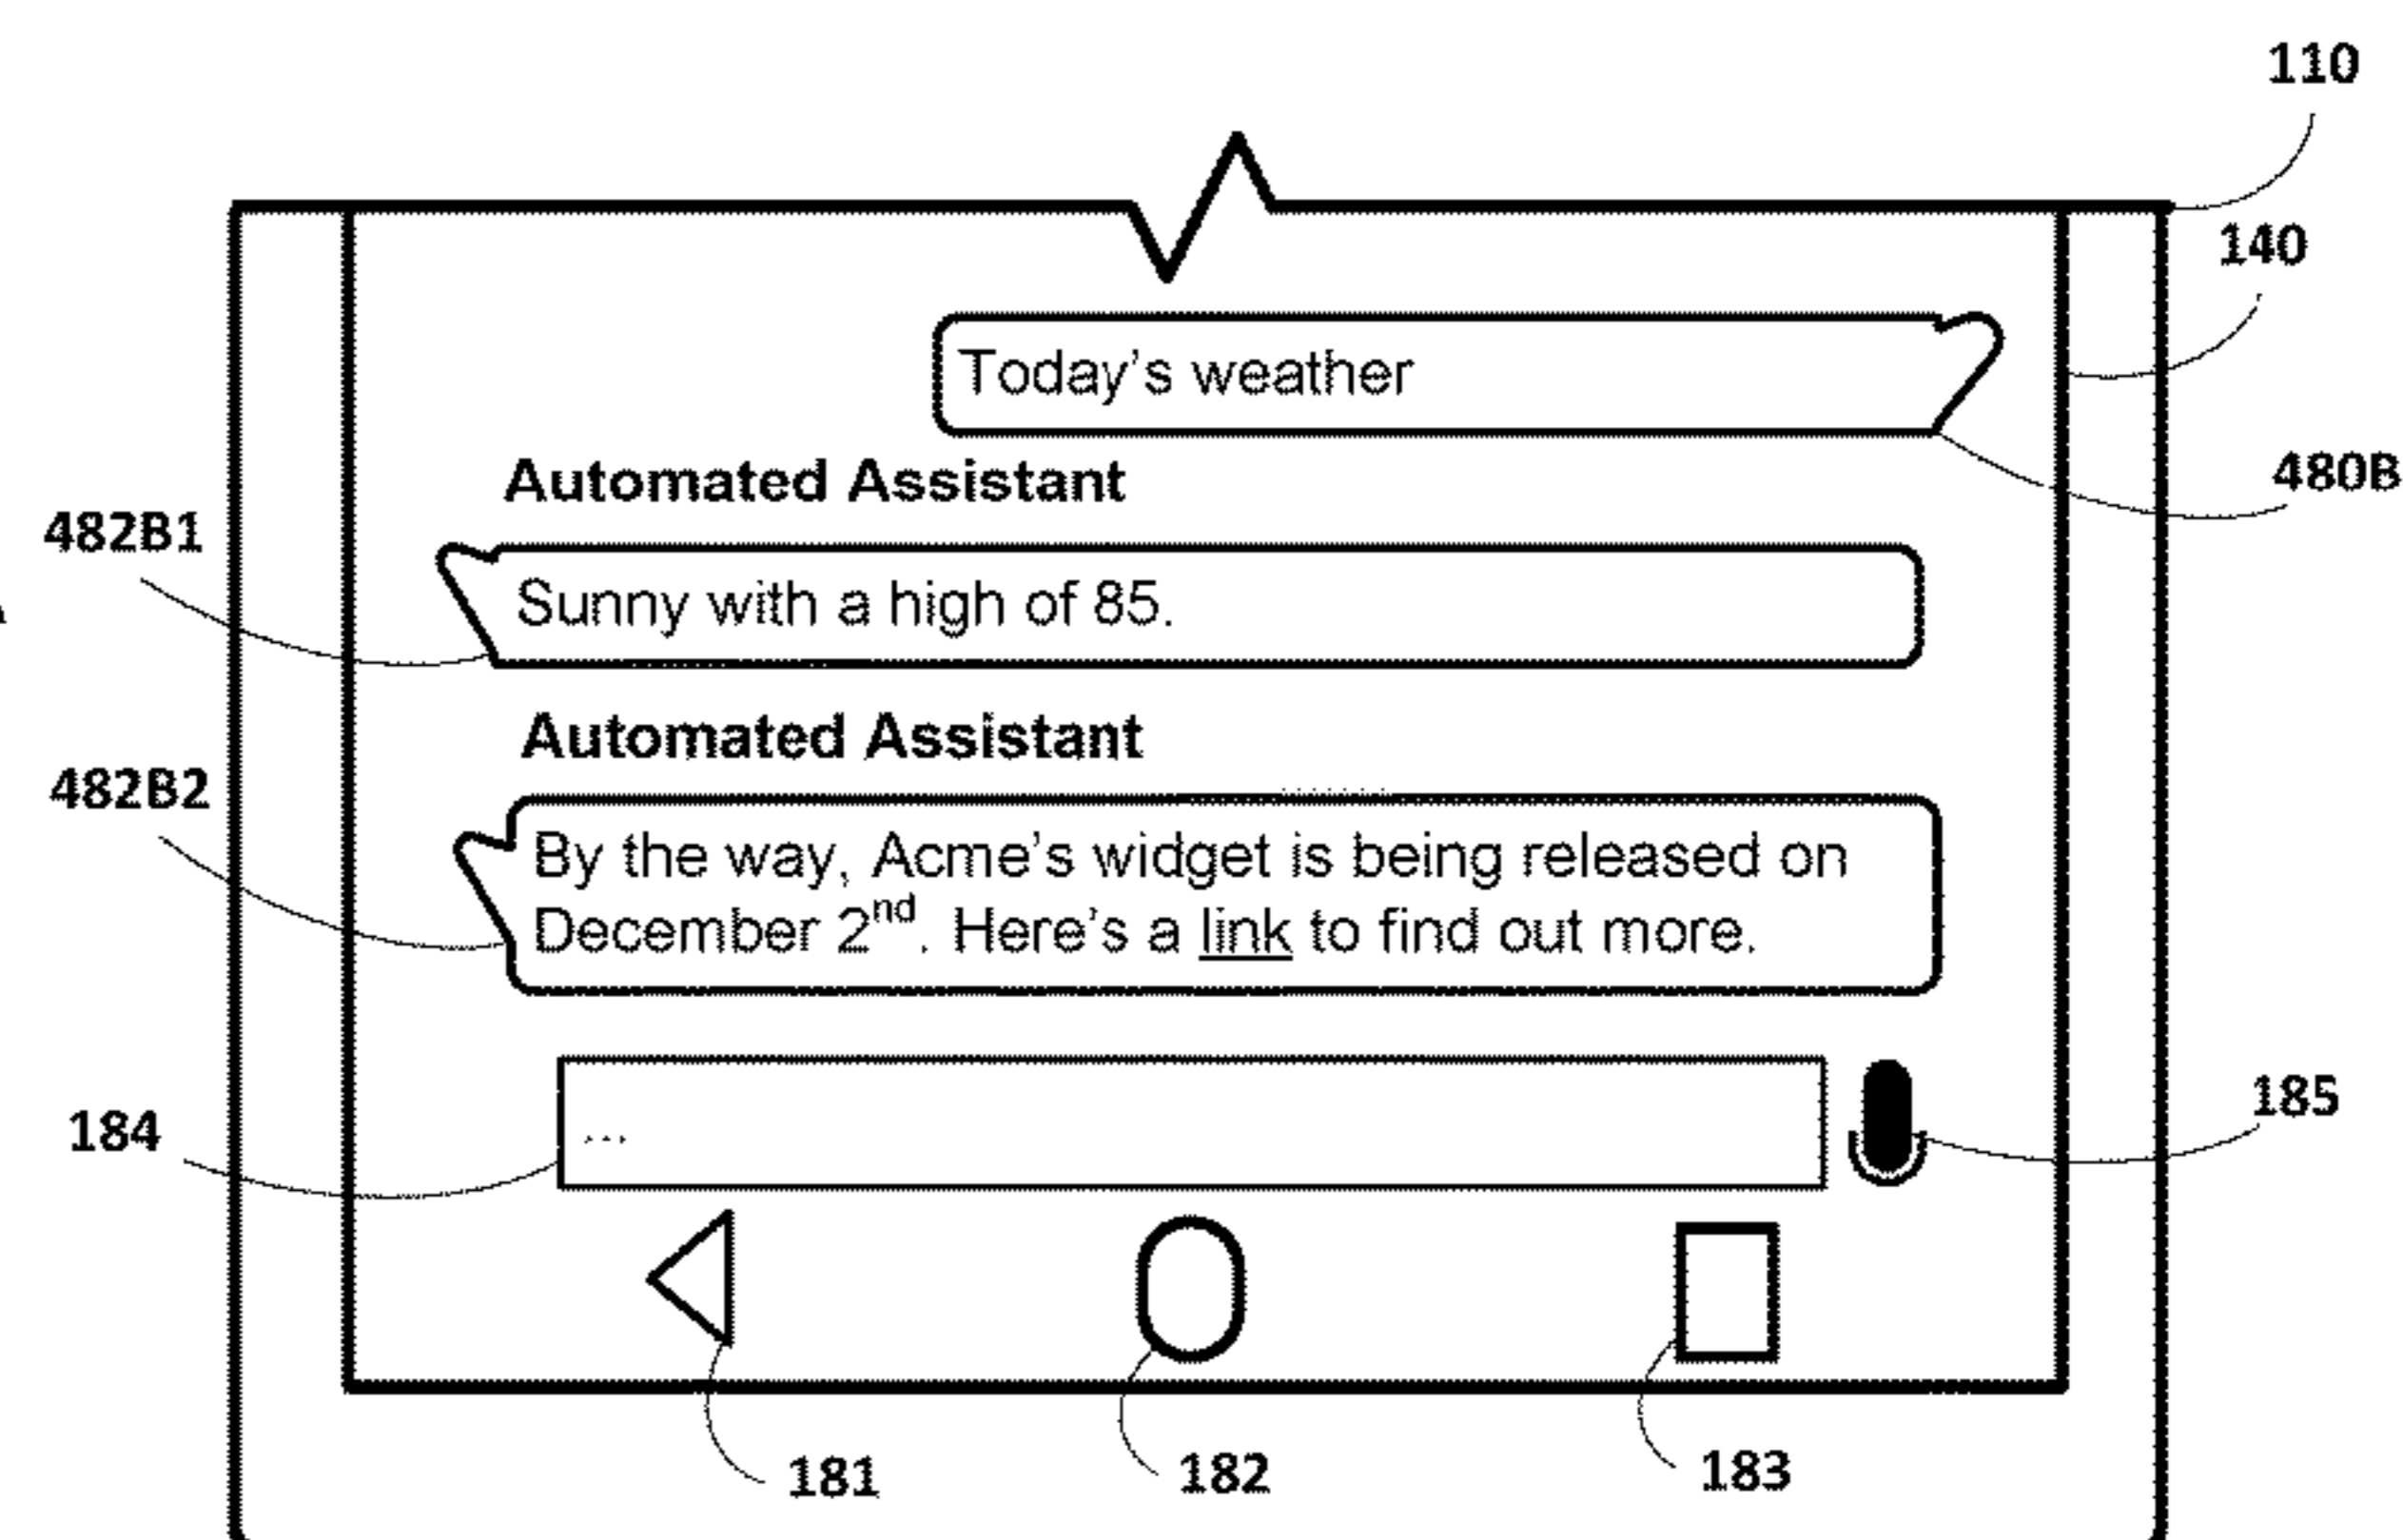 110
140
Today's weather
480B
Automated Assistant
482B1
Sunny with a high of 85.
Automated Assistant
482B2
By the way, Acme's widget is being released on
December 2nd. Here's a link to find out more.
184
...
185
181
182
183